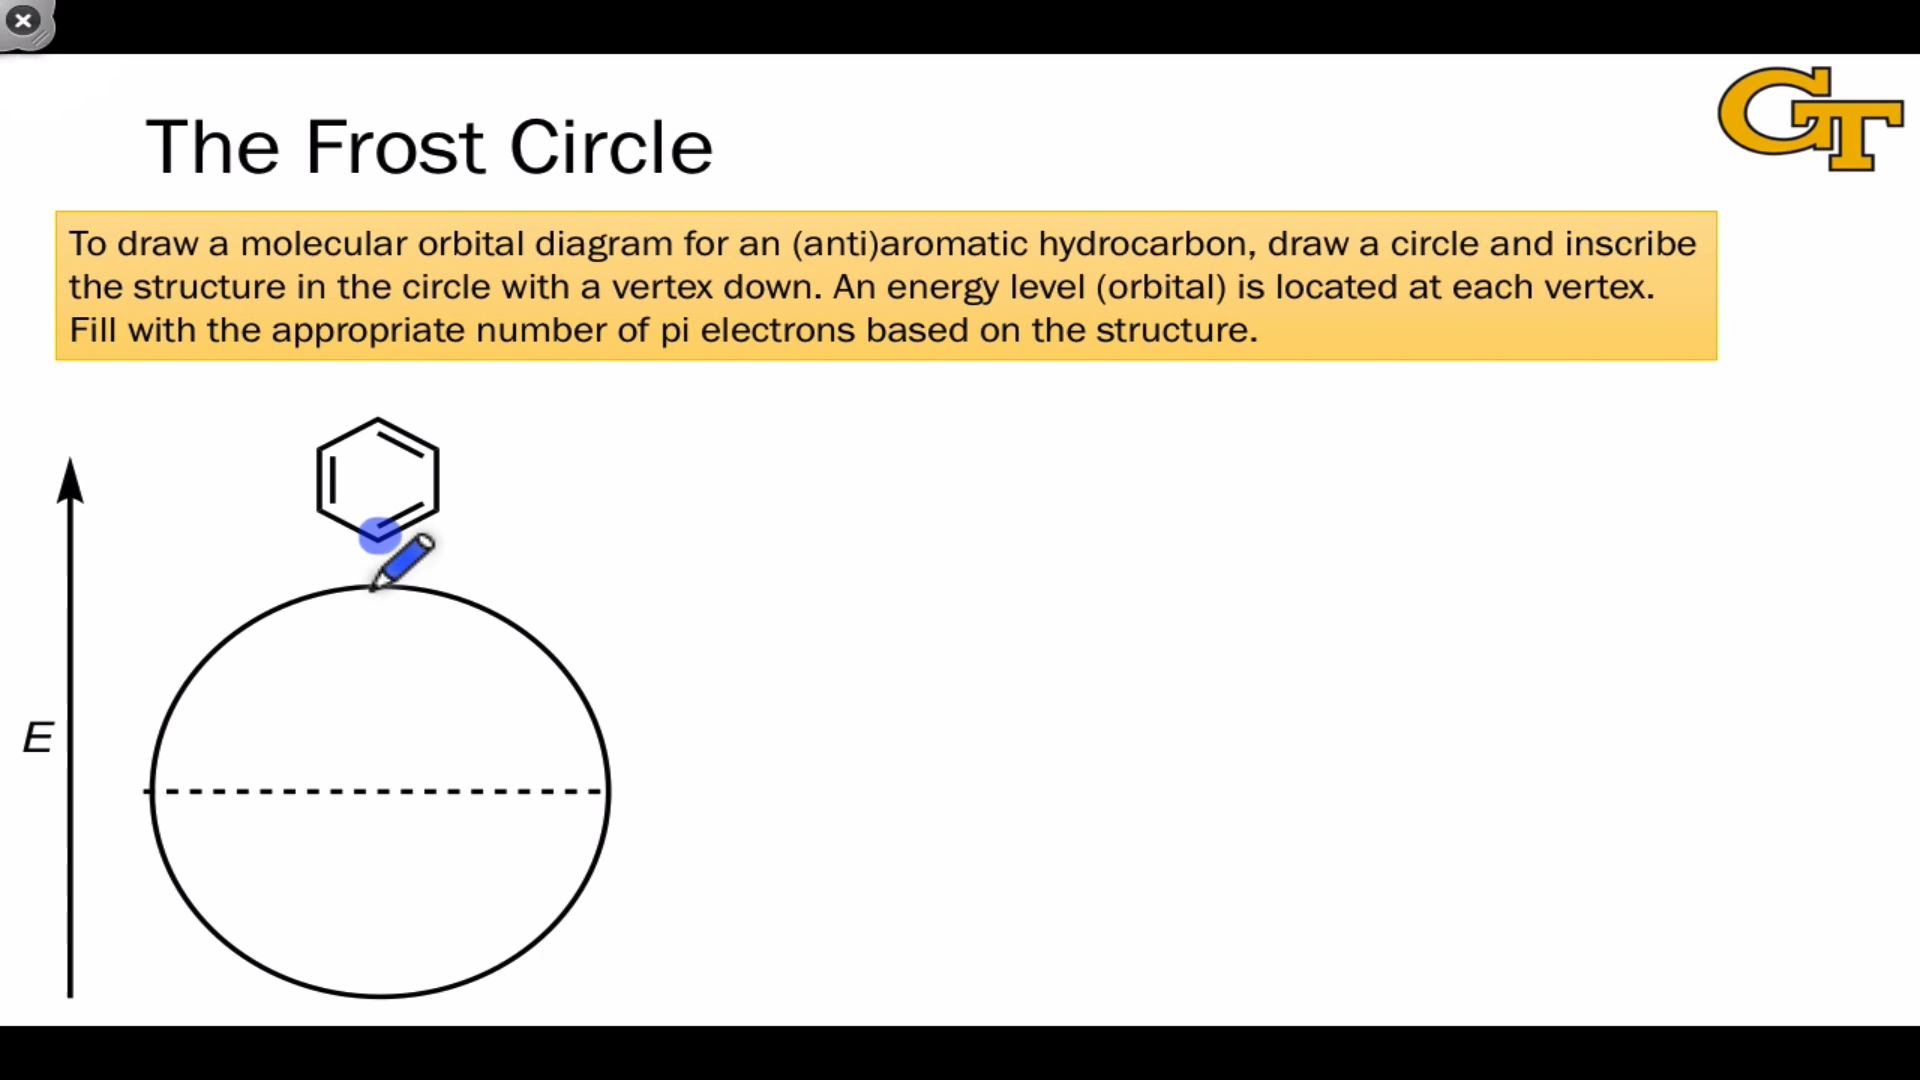 The Frost Circle
GT
To draw a molecular orbital diagram for an (anti)aromatic hydrocarbon, draw a circle and inscribe
the structure in the circle with a vertex down. An energy level (orbital) is located at each vertex.
Fill with the appropriate number of pi electrons based on the structure.
E